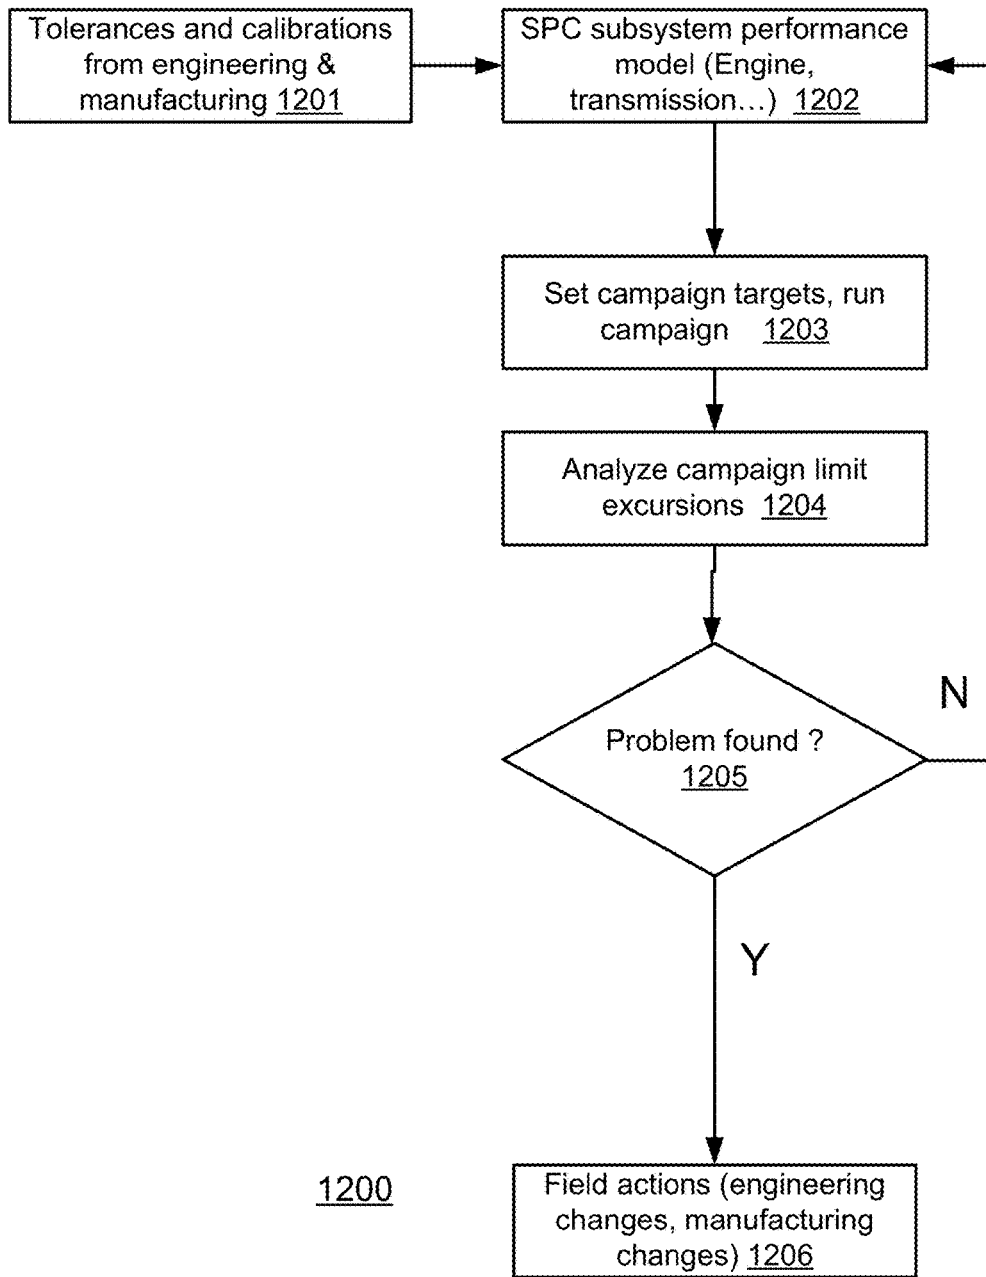 Tolerances and calibrations
from engineering &
manufacturing 1201
SPC subsystem performance
model (Engine,
transmission…) 1202
Set campaign targets, run
campaign 1203
Analyze campaign limit
excursions 1204
Problem found ?
1205
N
Y
1200
Field actions (engineering
changes, manufacturing
changes) 1206